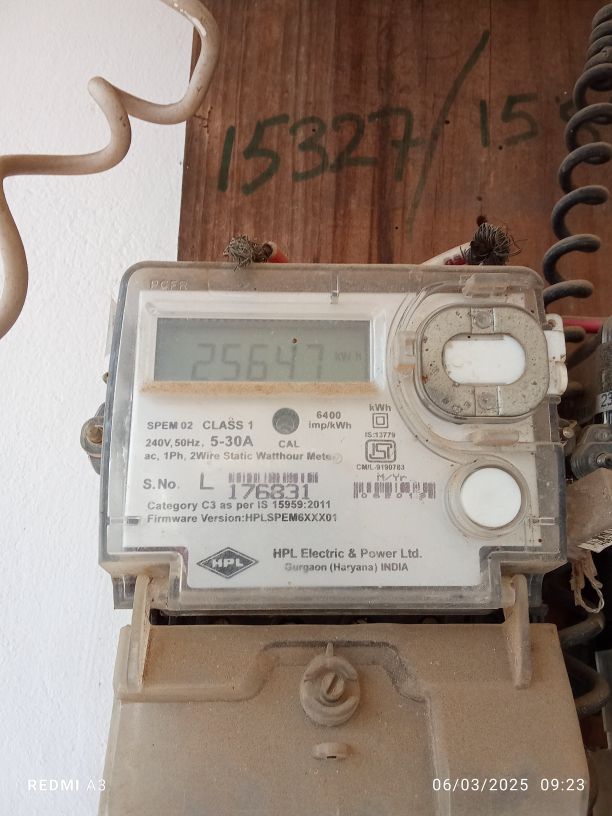 15327/15
25647 kWh
SPEM 02 CLASS 1
240V, 50Hz, 5-30A
CAL
6400
imp/kWh
kWh
IS:13779
CM/L-9190783
ac, 1Ph, 2Wire Static Watthour Meter
M/Yr.
S.No. L 176831
Category C3 as per IS 15959:2011
Firmware Version:HPLSPEM6XXX01
HPL
HPL Electric & Power Ltd.
Gurgaon (Haryana) INDIA
REDMI A3
06/03/2025 09:23